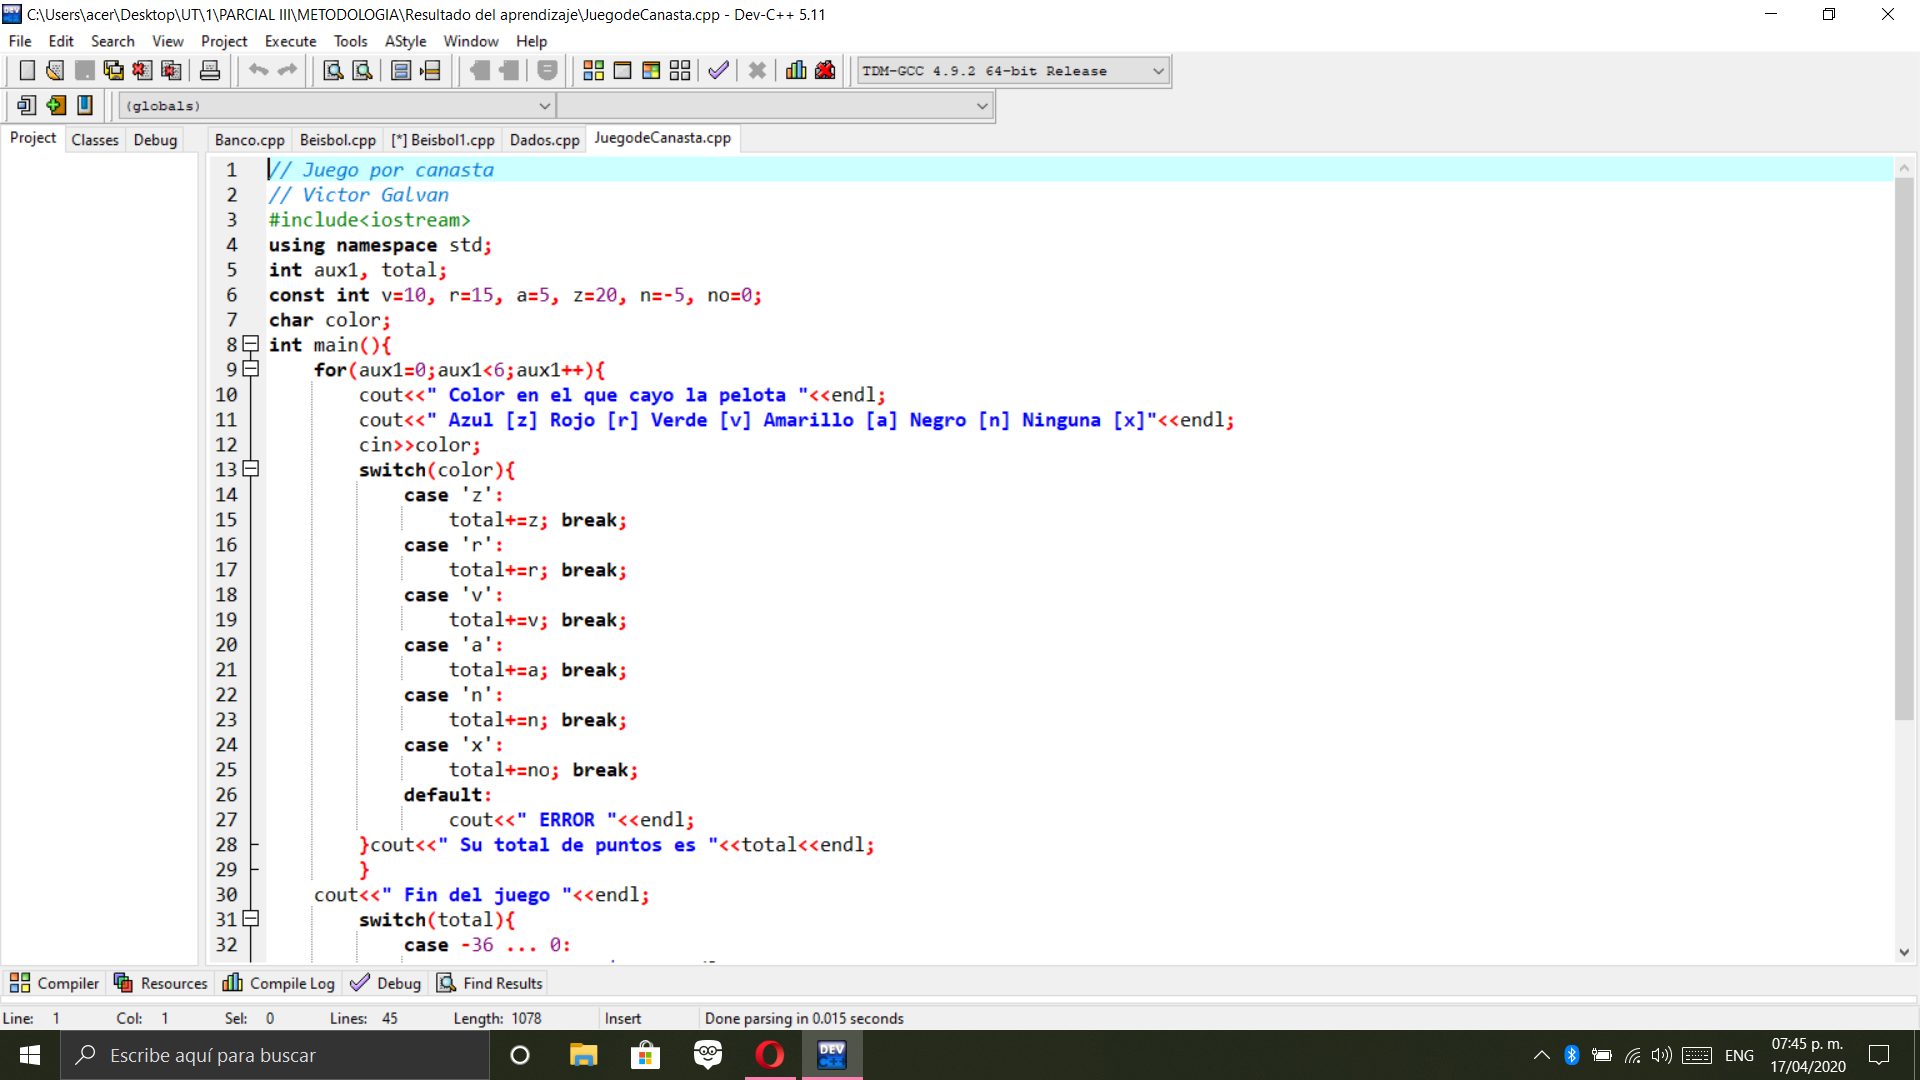 C:\Users\acer\Desktop\UT\1\PARCIAL III\METODOLOGIA\Resultado del aprendizaje\JuegodeCanasta.cpp - Dev-C++ 5.11
File Edit Search View Project Execute Tools AStyle Window Help
TDM-GCC 4.9.2 64-bit Release
(globals)
Project Classes Debug Banco.cpp Beisbol.cpp [*] Beisbol1.cpp Dados.cpp JuegodeCanasta.cpp
1 // Juego por canasta
2 // Victor Galvan
3 #include<iostream>
4 using namespace std;
5 int aux1, total;
6 const int v=10, r=15, a=5, z=20, n=-5, no=0;
7 char color;
8 int main(){
9 for(aux1=0;aux1<6;aux1++){
10 cout<<" Color en el que cayo la pelota "<<endl;
11 cout<<" Azul [z] Rojo [r] Verde [v] Amarillo [a] Negro [n] Ninguna [x]"<<endl;
12 cin>>color;
13 switch(color){
14 case 'z':
15 total+=z; break;
16 case 'r':
17 total+=r; break;
18 case 'v':
19 total+=v; break;
20 case 'a':
21 total+=a; break;
22 case 'n':
23 total+=n; break;
24 case 'x':
25 total+=no; break;
26 default:
27 cout<<" ERROR "<<endl;
28 }cout<<" Su total de puntos es "<<total<<endl;
29 }
30 cout<<" Fin del juego "<<endl;
31 switch(total){
32 case -36 ... 0:
Compiler Resources Compile Log Debug Find Results
Line: 1 Col: 1 Sel: 0 Lines: 45 Length: 1078 Insert Done parsing in 0.015 seconds
Escribe aquí para buscar
DEV C++
ENG
07:45 p. m.
17/04/2020